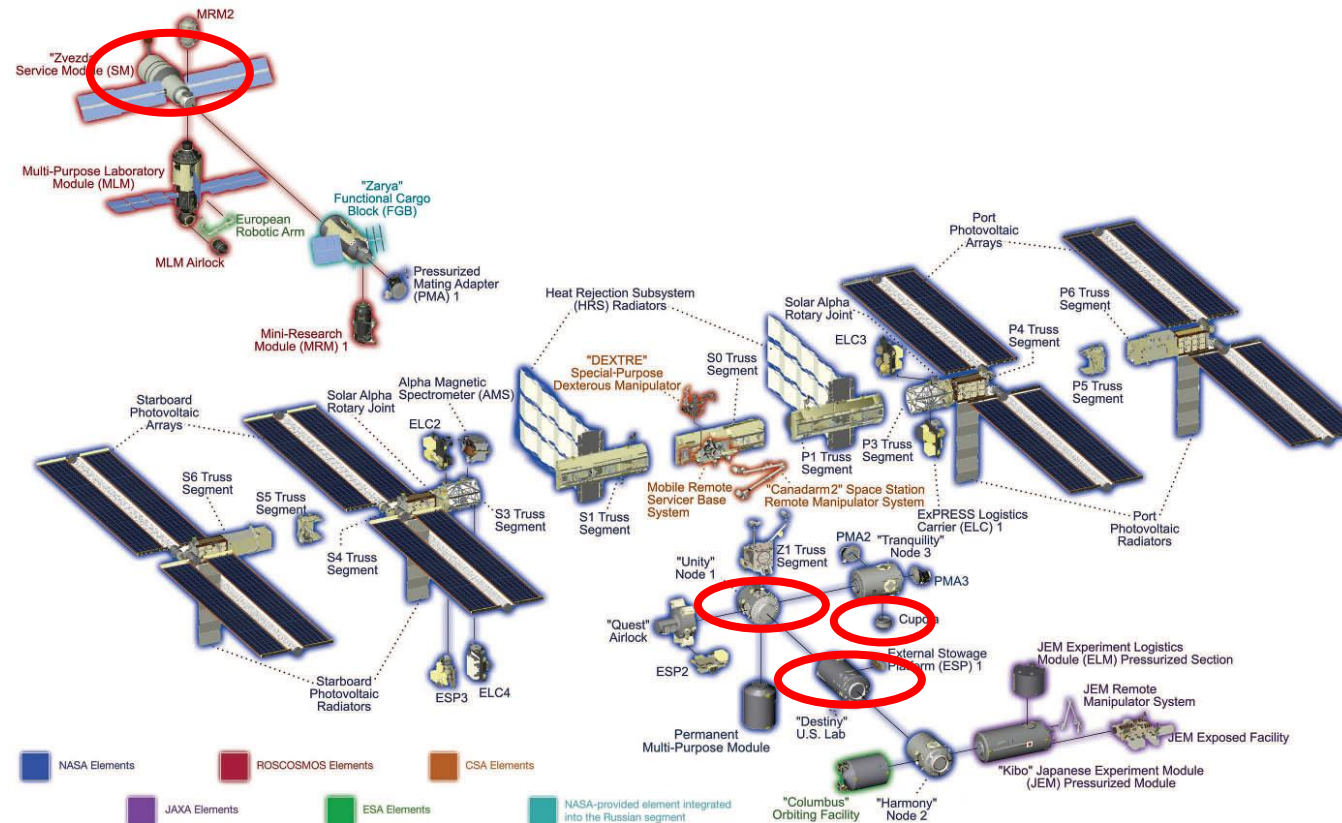 MRM2
"Zvezda"
Service Module (SM)
Multi-Purpose Laboratory
Module (MLM)
European
Robotic Arm
MLM Airlock
"Zarya"
Functional Cargo
Block (FGB)
Pressurized
Mating Adapter
(PMA) 1
Mini-Research
Module (MRM) 1
Heat Rejection Subsystem
(HRS) Radiators
"DEXTRE"
Special-Purpose
Dexterous Manipulator
S0 Truss
Segment
Port
Photovoltaic
Arrays
Solar Alpha
Rotary Joint
ELC3
P6 Truss
Segment
P4 Truss
Segment
P5 Truss
Segment
P3 Truss
Segment
P1 Truss
Segment
Starboard
Photovoltaic
Arrays
Solar Alpha
Rotary Joint
Alpha Magnetic
Spectrometer (AMS)
ELC2
S6 Truss
Segment
S5 Truss
Segment
S4 Truss
Segment
S3 Truss
Segment
S1 Truss
Segment
Mobile Remote
Servicer Base
System
"Canadarm2" Space Station
Remote Manipulator System
ExPRESS Logistics
Carrier (ELC) 1
Port
Photovoltaic
Radiators
Starboard
Photovoltaic
Radiators
ESP3
ELC4
"Unity"
Node 1
Z1 Truss
Segment
PMA2
"Tranquility"
Node 3
PMA3
Cupola
"Quest"
Airlock
ESP2
External Stowage
Platform (ESP) 1
Permanent
Multi-Purpose Module
"Destiny"
U.S. Lab
JEM Experiment Logistics
Module (ELM) Pressurized Section
JEM Remote
Manipulator System
JEM Exposed Facility
"Kibo" Japanese Experiment Module
(JEM) Pressurized Module
"Columbus"
Orbiting Facility
"Harmony"
Node 2
NASA Elements
ROSCOSMOS Elements
CSA Elements
JAXA Elements
ESA Elements
NASA-provided element integrated
into the Russian segment